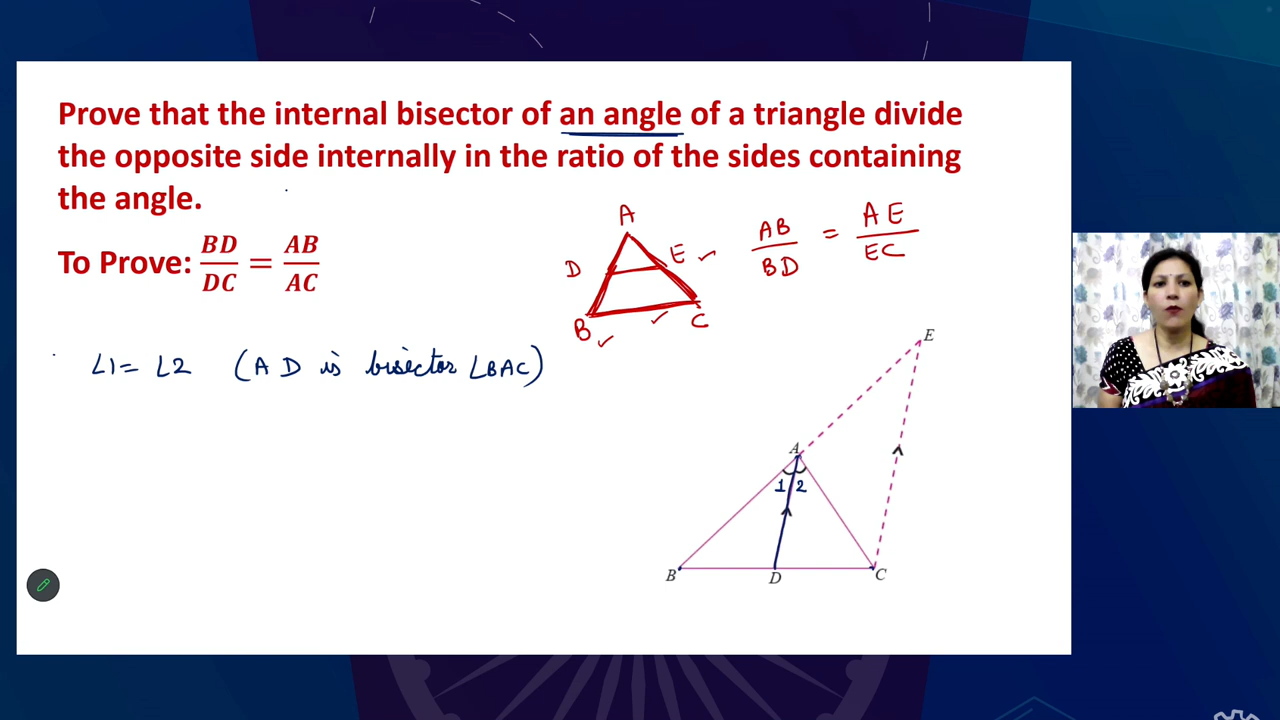 Prove that the internal bisector of an angle of a triangle divide
the opposite side internally in the ratio of the sides containing
the angle.
To Prove: BD/DC = AB/AC
A
D
E ✓
B ✓
✓
C
AB/BD = AE/EC
∠1 = ∠2 (AD is bisector ∠BAC)
E
A
1 2
B D C